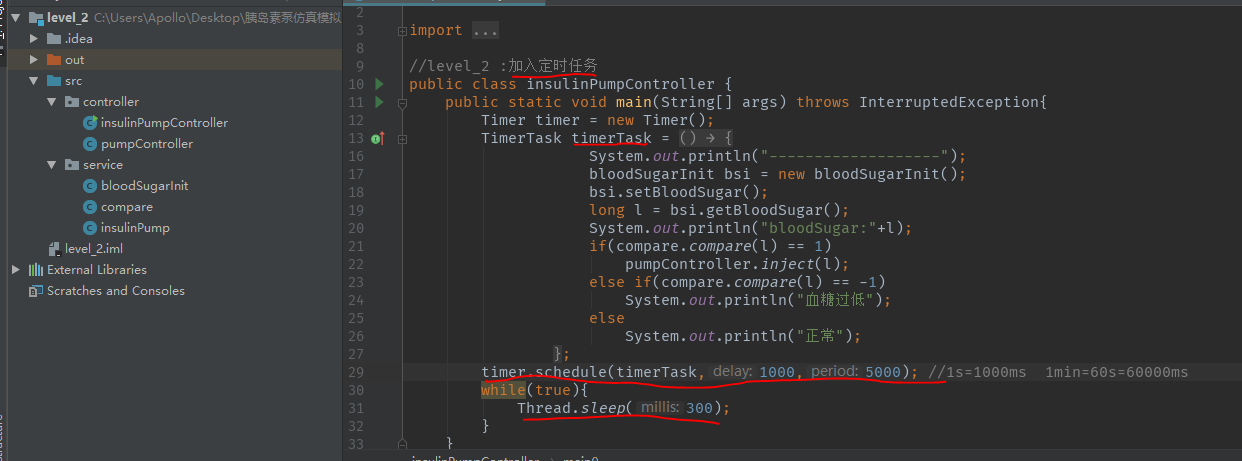 level_2 C:\Users\Apollo\Desktop\胰岛素泵仿真模拟
.idea
out
src
controller
insulinPumpController
pumpController
service
bloodSugarInit
compare
insulinPump
level_2.iml
External Libraries
Scratches and Consoles
2
3 import ...
8
9 //level_2 :加入定时任务
10 public class insulinPumpController {
11 public static void main(String[] args) throws InterruptedException{
12 Timer timer = new Timer();
13 TimerTask timerTask = () → {
16 System.out.println("-------------------");
17 bloodSugarInit bsi = new bloodSugarInit();
18 bsi.setBloodSugar();
19 long l = bsi.getBloodSugar();
20 System.out.println("bloodSugar:"+l);
21 if(compare.compare(l) == 1)
22 pumpController.inject(l);
23 else if(compare.compare(l) == -1)
24 System.out.println("血糖过低");
25 else
26 System.out.println("正常");
27 };
29 timer.schedule(timerTask, delay: 1000, period: 5000); //1s=1000ms 1min=60s=60000ms
30 while(true){
31 Thread.sleep( millis: 300);
32 }
33 }